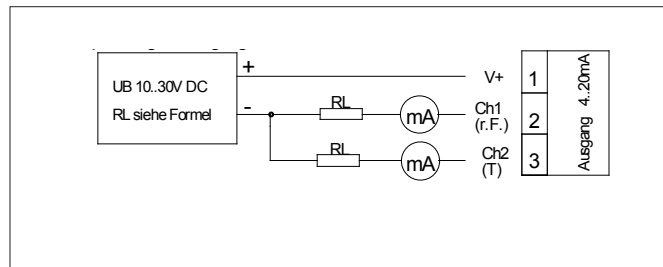 +
UB 10..30V DC
RL siehe Formel
-
RL
mA
RL
mA
V+
Ch1
(r.F.)
Ch2
(T)
1
2
3
Ausgang 4..20mA